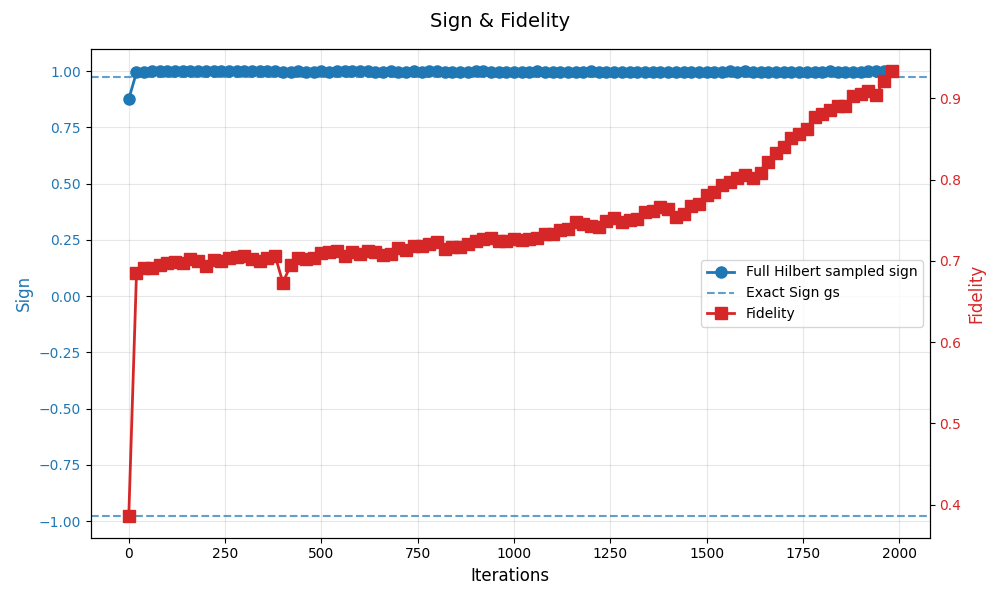 Sign & Fidelity
1.00
0.75
0.50
0.25
0.00
−0.25
−0.50
−0.75
−1.00
Sign
0.9
0.8
0.7
0.6
0.5
0.4
Fidelity
Full Hilbert sampled sign
Exact Sign gs
Fidelity
0 250 500 750 1000 1250 1500 1750 2000
Iterations